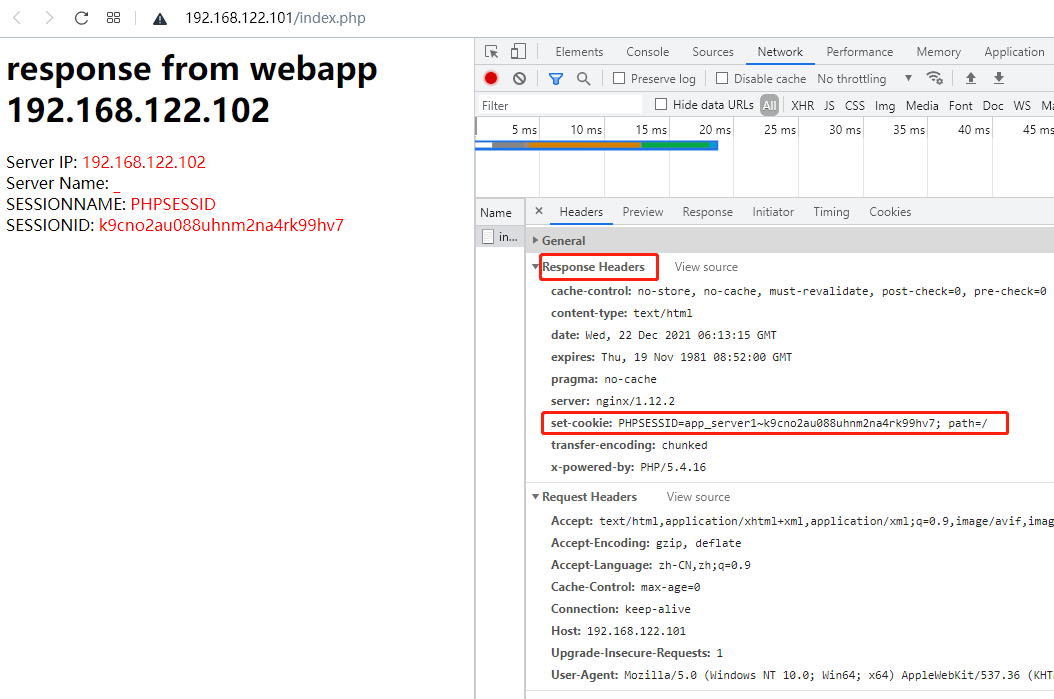 192.168.122.101/index.php
response from webapp
192.168.122.102
Server IP: 192.168.122.102
Server Name: _
SESSIONNAME: PHPSESSID
SESSIONID: k9cno2au088uhnm2na4rk99hv7
Elements Console Sources Network Performance Memory Application
Preserve log Disable cache No throttling
Filter Hide data URLs All XHR JS CSS Img Media Font Doc WS Ma
5 ms 10 ms 15 ms 20 ms 25 ms 30 ms 35 ms 40 ms 45 ms
Name × Headers Preview Response Initiator Timing Cookies
in...
General
Response Headers View source
cache-control: no-store, no-cache, must-revalidate, post-check=0, pre-check=0
content-type: text/html
date: Wed, 22 Dec 2021 06:13:15 GMT
expires: Thu, 19 Nov 1981 08:52:00 GMT
pragma: no-cache
server: nginx/1.12.2
set-cookie: PHPSESSID=app_server1~k9cno2au088uhnm2na4rk99hv7; path=/
transfer-encoding: chunked
x-powered-by: PHP/5.4.16
Request Headers View source
Accept: text/html,application/xhtml+xml,application/xml;q=0.9,image/avif,imag
Accept-Encoding: gzip, deflate
Accept-Language: zh-CN,zh;q=0.9
Cache-Control: max-age=0
Connection: keep-alive
Host: 192.168.122.101
Upgrade-Insecure-Requests: 1
User-Agent: Mozilla/5.0 (Windows NT 10.0; Win64; x64) AppleWebKit/537.36 (KHT